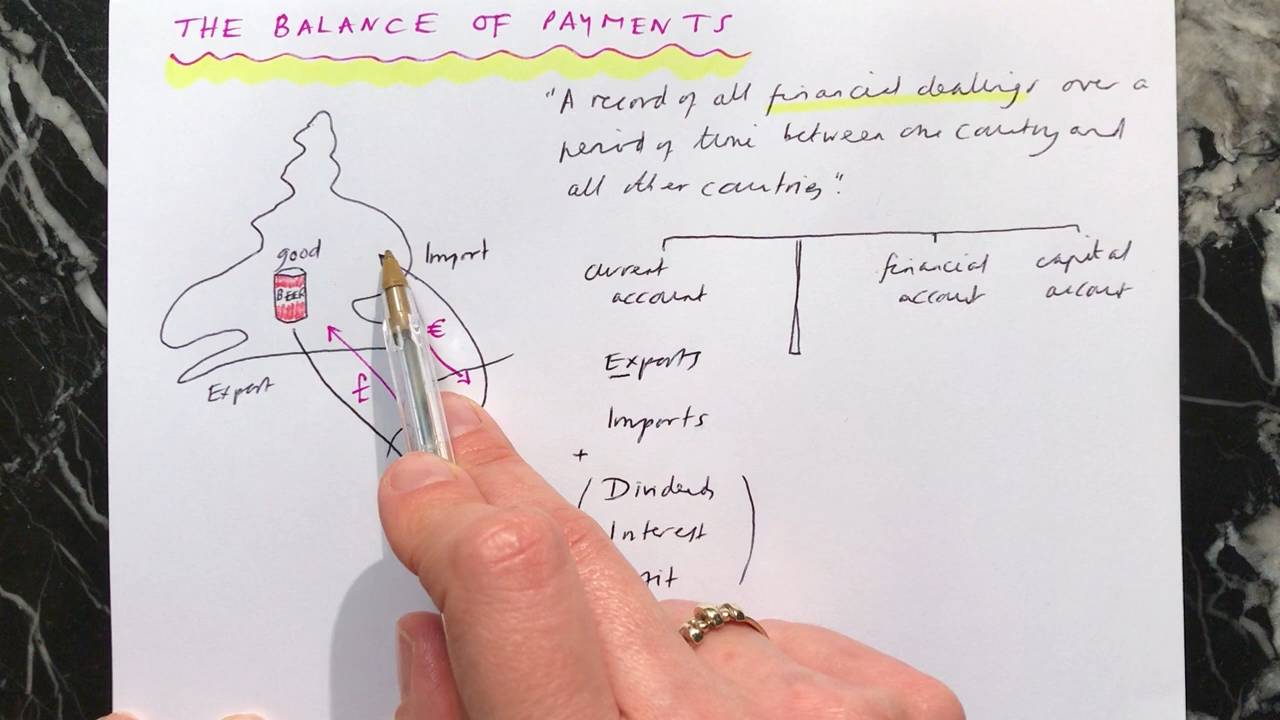 THE BALANCE OF PAYMENTS
"A record of all financial dealings over a
period of time between one country and
all other countries".
good
BEER
Import
€
£
Export
current
account
financial
account
capital
account
Exports
Imports
+
( Dividends )
Interest